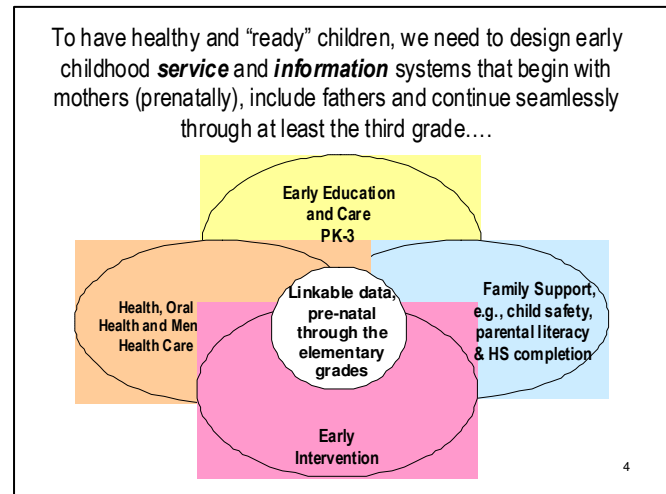 To have healthy and “ready” children, we need to design early
childhood service and information systems that begin with
mothers (prenatally), include fathers and continue seamlessly
through at least the third grade….
Early Education
and Care
PK-3
Health, Oral
Health and Men
Health Care
Linkable data,
pre-natal
through the
elementary
grades
Family Support,
e.g., child safety,
parental literacy
& HS completion
Early
Intervention
4